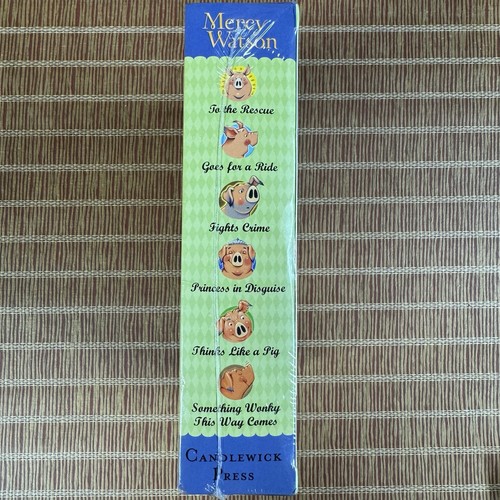 Mercy
Watson
To the Rescue
Goes for a Ride
Fights Crime
Princess in Disguise
Thinks Like a Pig
Something Wonky
This Way Comes
CANDLEWICK
PRESS